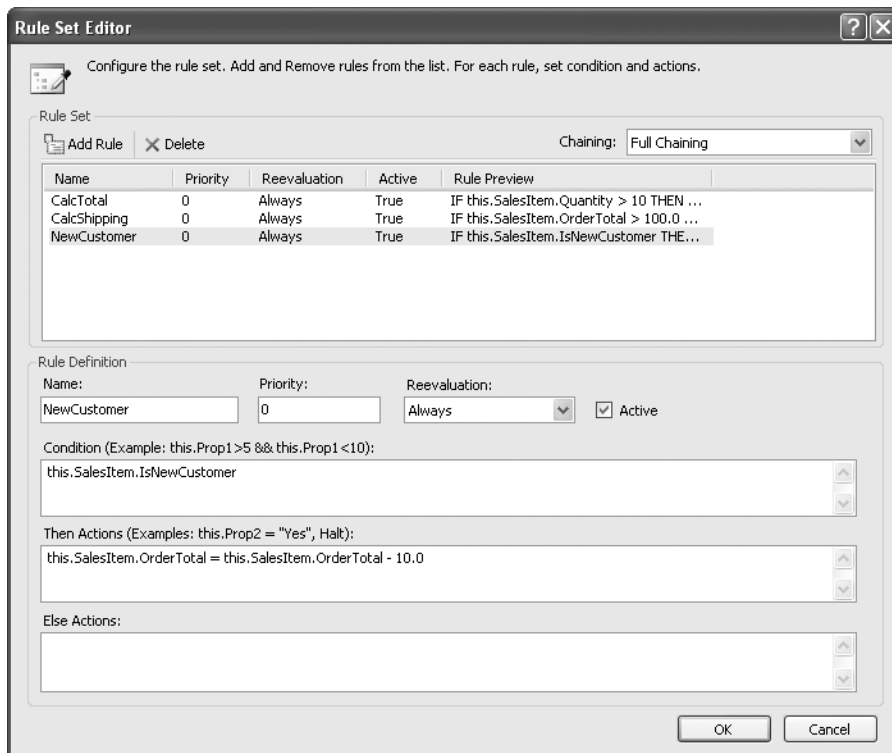 Rule Set Editor
Configure the rule set. Add and Remove rules from the list. For each rule, set condition and actions.
Rule Set
Add Rule Delete Chaining: Full Chaining
Name Priority Reevaluation Active Rule Preview
CalcTotal 0 Always True IF this.SalesItem.Quantity > 10 THEN ...
CalcShipping 0 Always True IF this.SalesItem.OrderTotal > 100.0 ...
NewCustomer 0 Always True IF this.SalesItem.IsNewCustomer THE...
Rule Definition
Name: Priority: Reevaluation:
NewCustomer 0 Always Active
Condition (Example: this.Prop1>5 && this.Prop1<10):
this.SalesItem.IsNewCustomer
Then Actions (Examples: this.Prop2 = "Yes", Halt):
this.SalesItem.OrderTotal = this.SalesItem.OrderTotal - 10.0
Else Actions:
OK Cancel